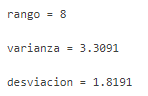 rango = 8
varianza = 3.3091
desviacion = 1.8191